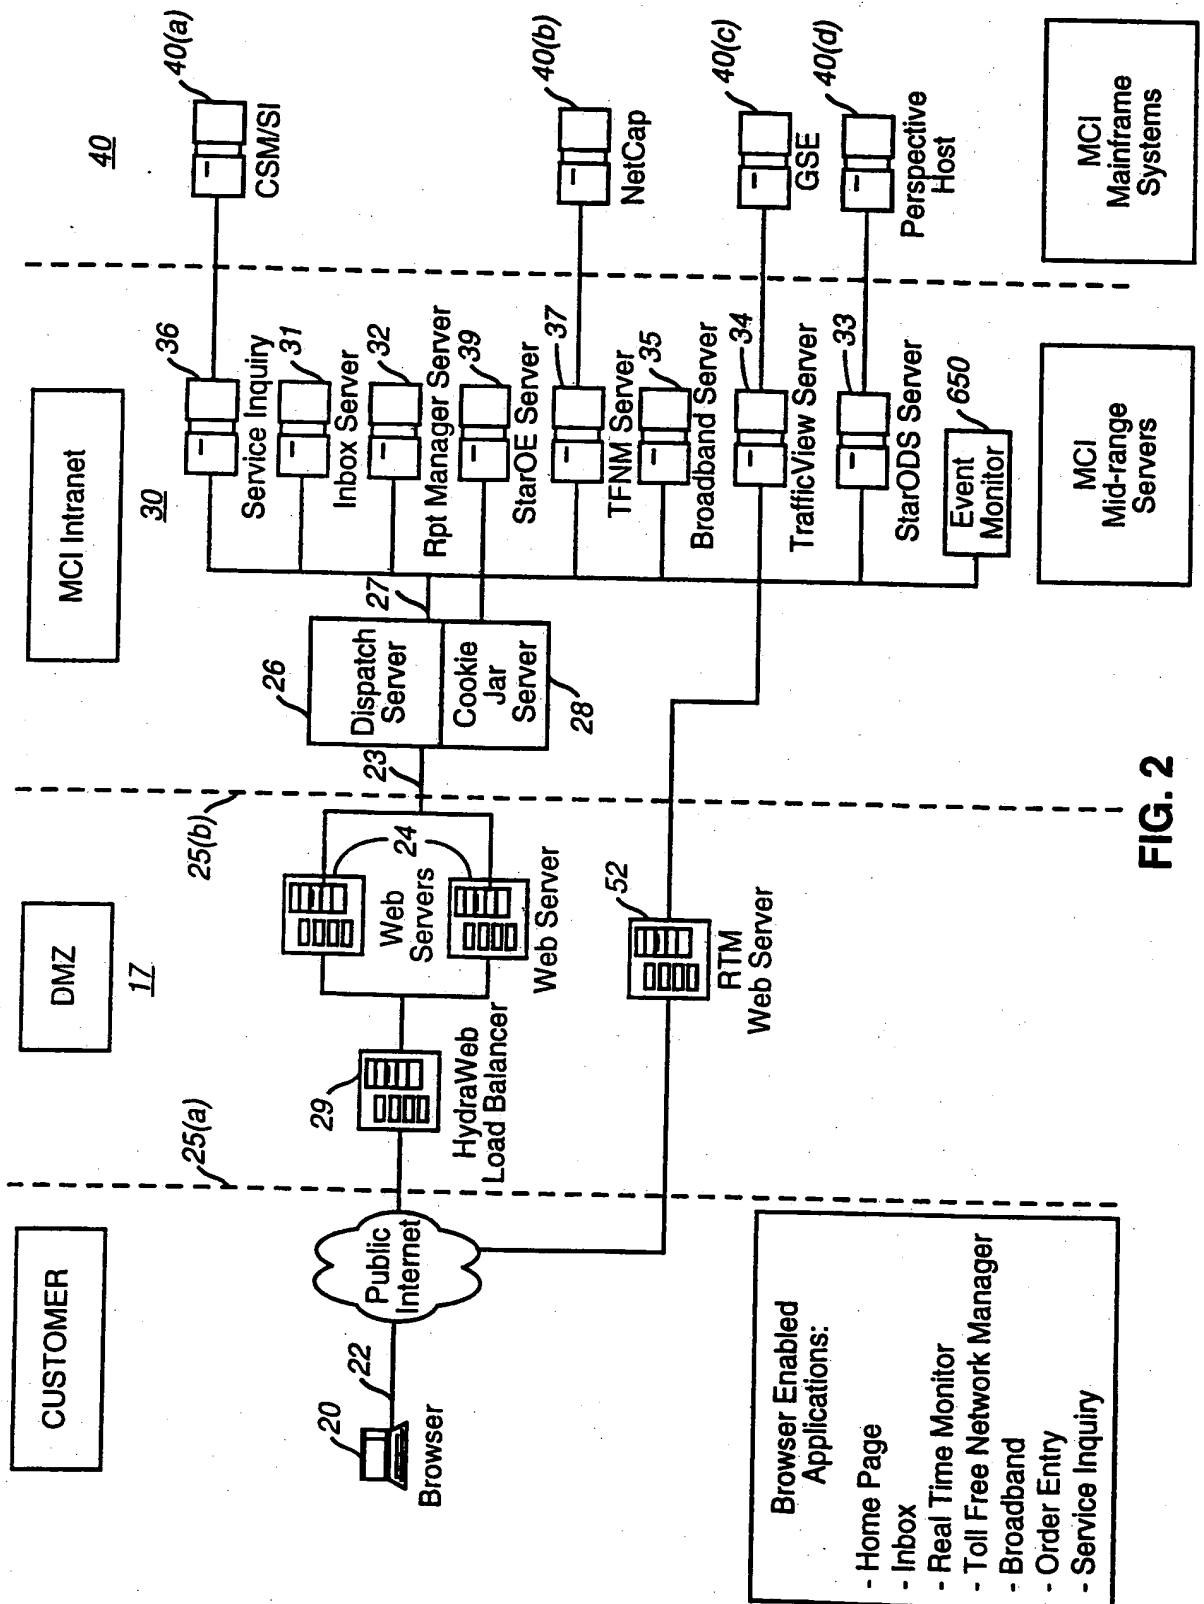 CUSTOMER
DMZ
17
MCI Intranet
30
40
25(a)
25(b)
20
22
Browser
Public
Internet
29
HydraWeb
Load Balancer
24
Web
Servers
Web Server
52
RTM
Web Server
23
26
Dispatch
Server
Cookie
Jar
Server
28
27
36
Service Inquiry
31
Inbox Server
32
Rpt Manager Server
39
StarOE Server
37
TFNM Server
35
Broadband Server
34
TrafficView Server
33
StarODS Server
650
Event
Monitor
40(a)
CSM/SI
40(b)
NetCap
40(c)
GSE
40(d)
Perspective
Host
Browser Enabled
Applications:
- Home Page
- Inbox
- Real Time Monitor
- Toll Free Network Manager
- Broadband
- Order Entry
- Service Inquiry
MCI
Mid-range
Servers
MCI
Mainframe
Systems
FIG. 2